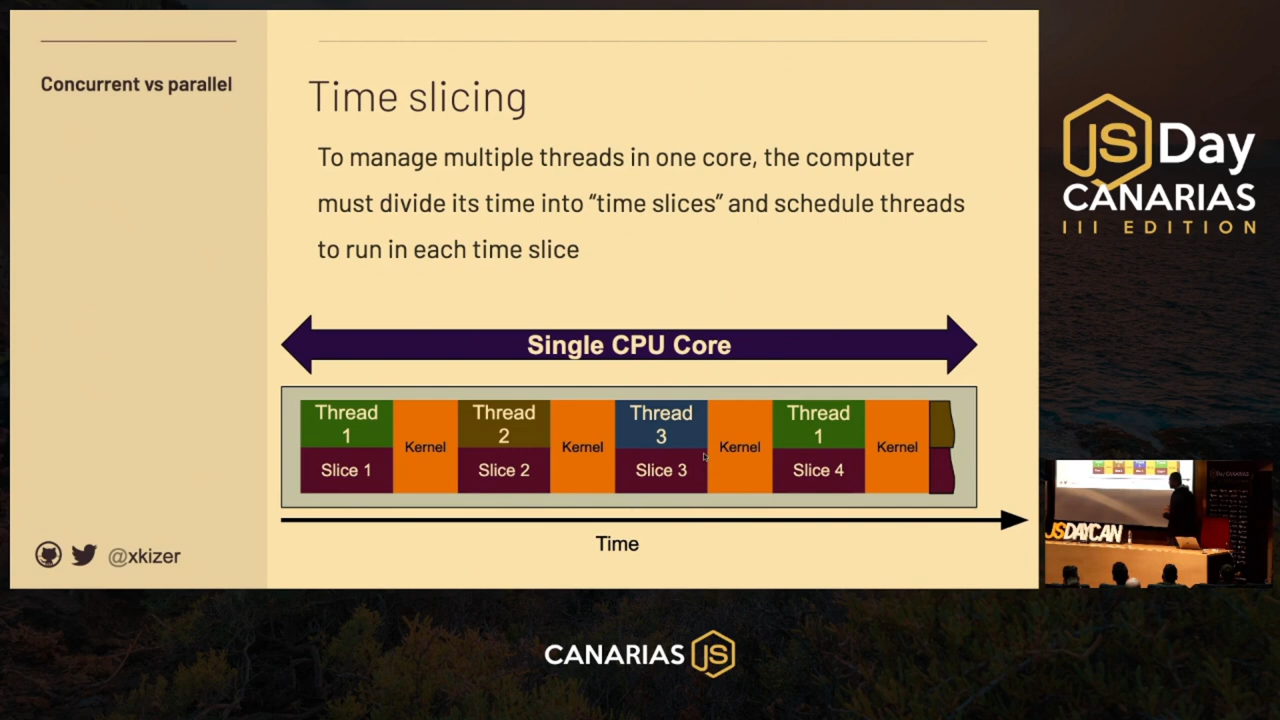 Concurrent vs parallel
Time slicing
To manage multiple threads in one core, the computer
must divide its time into “time slices” and schedule threads
to run in each time slice
Single CPU Core
Thread
1
Slice 1
Kernel
Thread
2
Slice 2
Kernel
Thread
3
Slice 3
Kernel
Thread
1
Slice 4
Kernel
Time
@xkizer
JS Day
CANARIAS
III EDITION
JSDAYCAN
CANARIAS JS